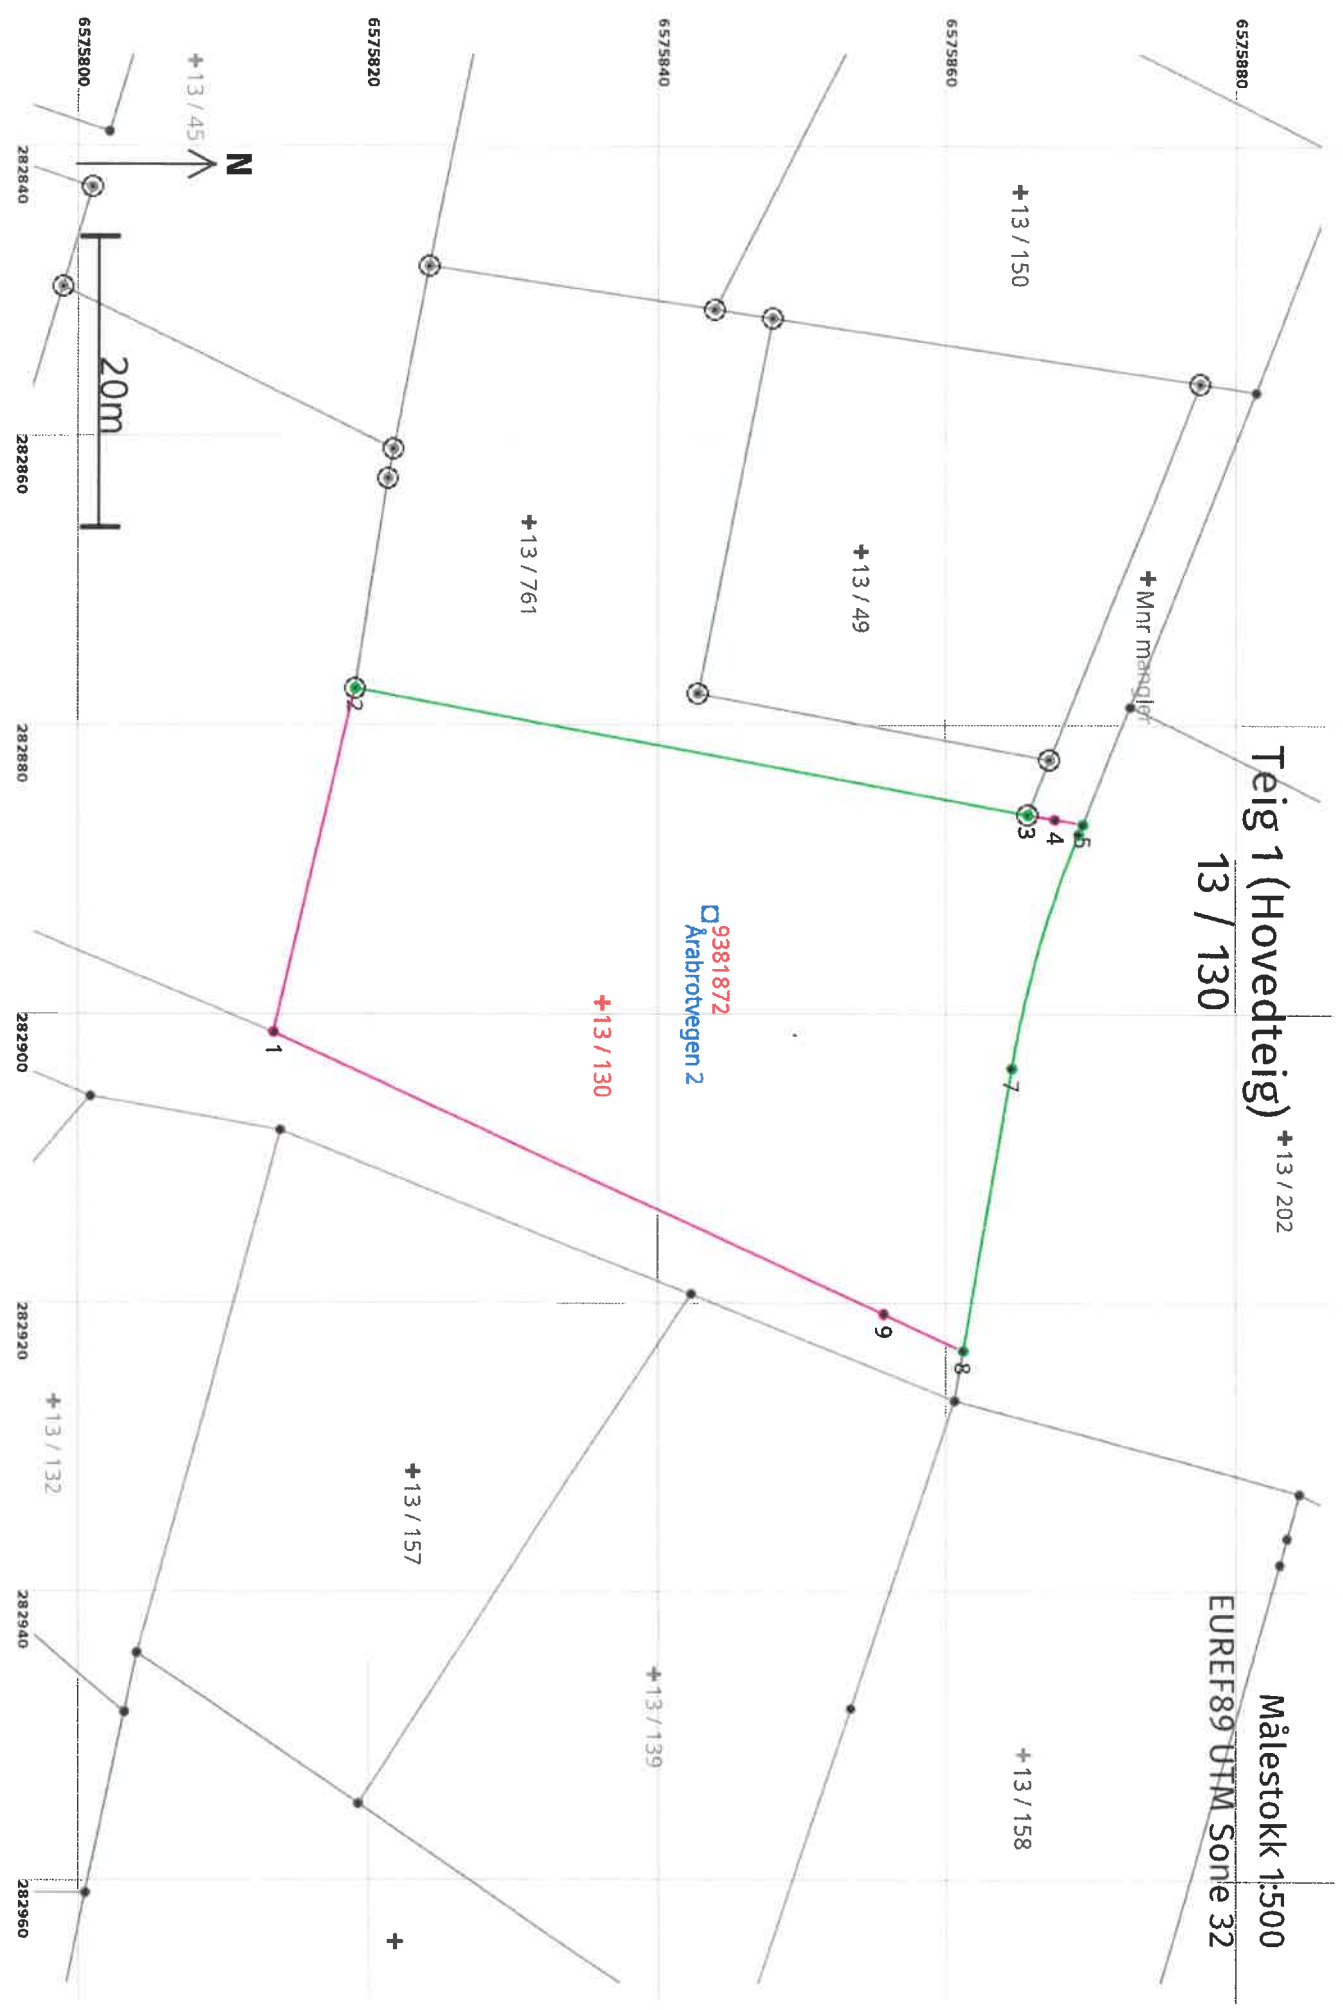 Teig 1 (Hovedteig)
13 / 130
Målestokk 1:500
EUREF89 UTM Sone 32
6575880
6575860
6575840
6575820
6575800
+13 / 202
+Mnr mangler
+13 / 150
+13 / 158
+13 / 49
3
4
5
7
8
9
9381872
Årabrotvegen 2
+13 / 130
+13 / 139
+13 / 761
+13 / 157
2
1
N
+13 / 45
20m
+13 / 132
282840
282860
282880
282900
282920
282940
282960